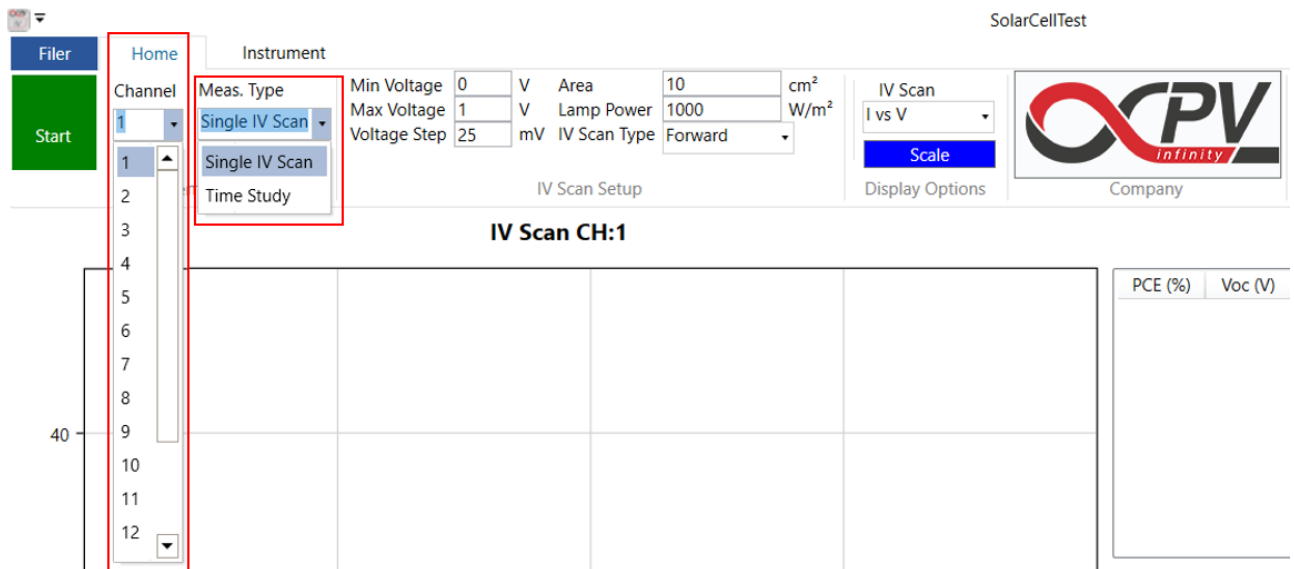 SolarCellTest
Filer Home Instrument
Start
Channel
1
Meas. Type
Single IV Scan
Min Voltage 0 V Area 10 cm²
Max Voltage 1 V Lamp Power 1000 W/m²
Voltage Step 25 mV IV Scan Type Forward
IV Scan
I vs V
Scale
PV
infinity
1
2
3
4
5
6
7
8
9
10
11
12
Single IV Scan
Time Study
IV Scan Setup
Display Options
Company
IV Scan CH:1
PCE (%) Voc (V)
40